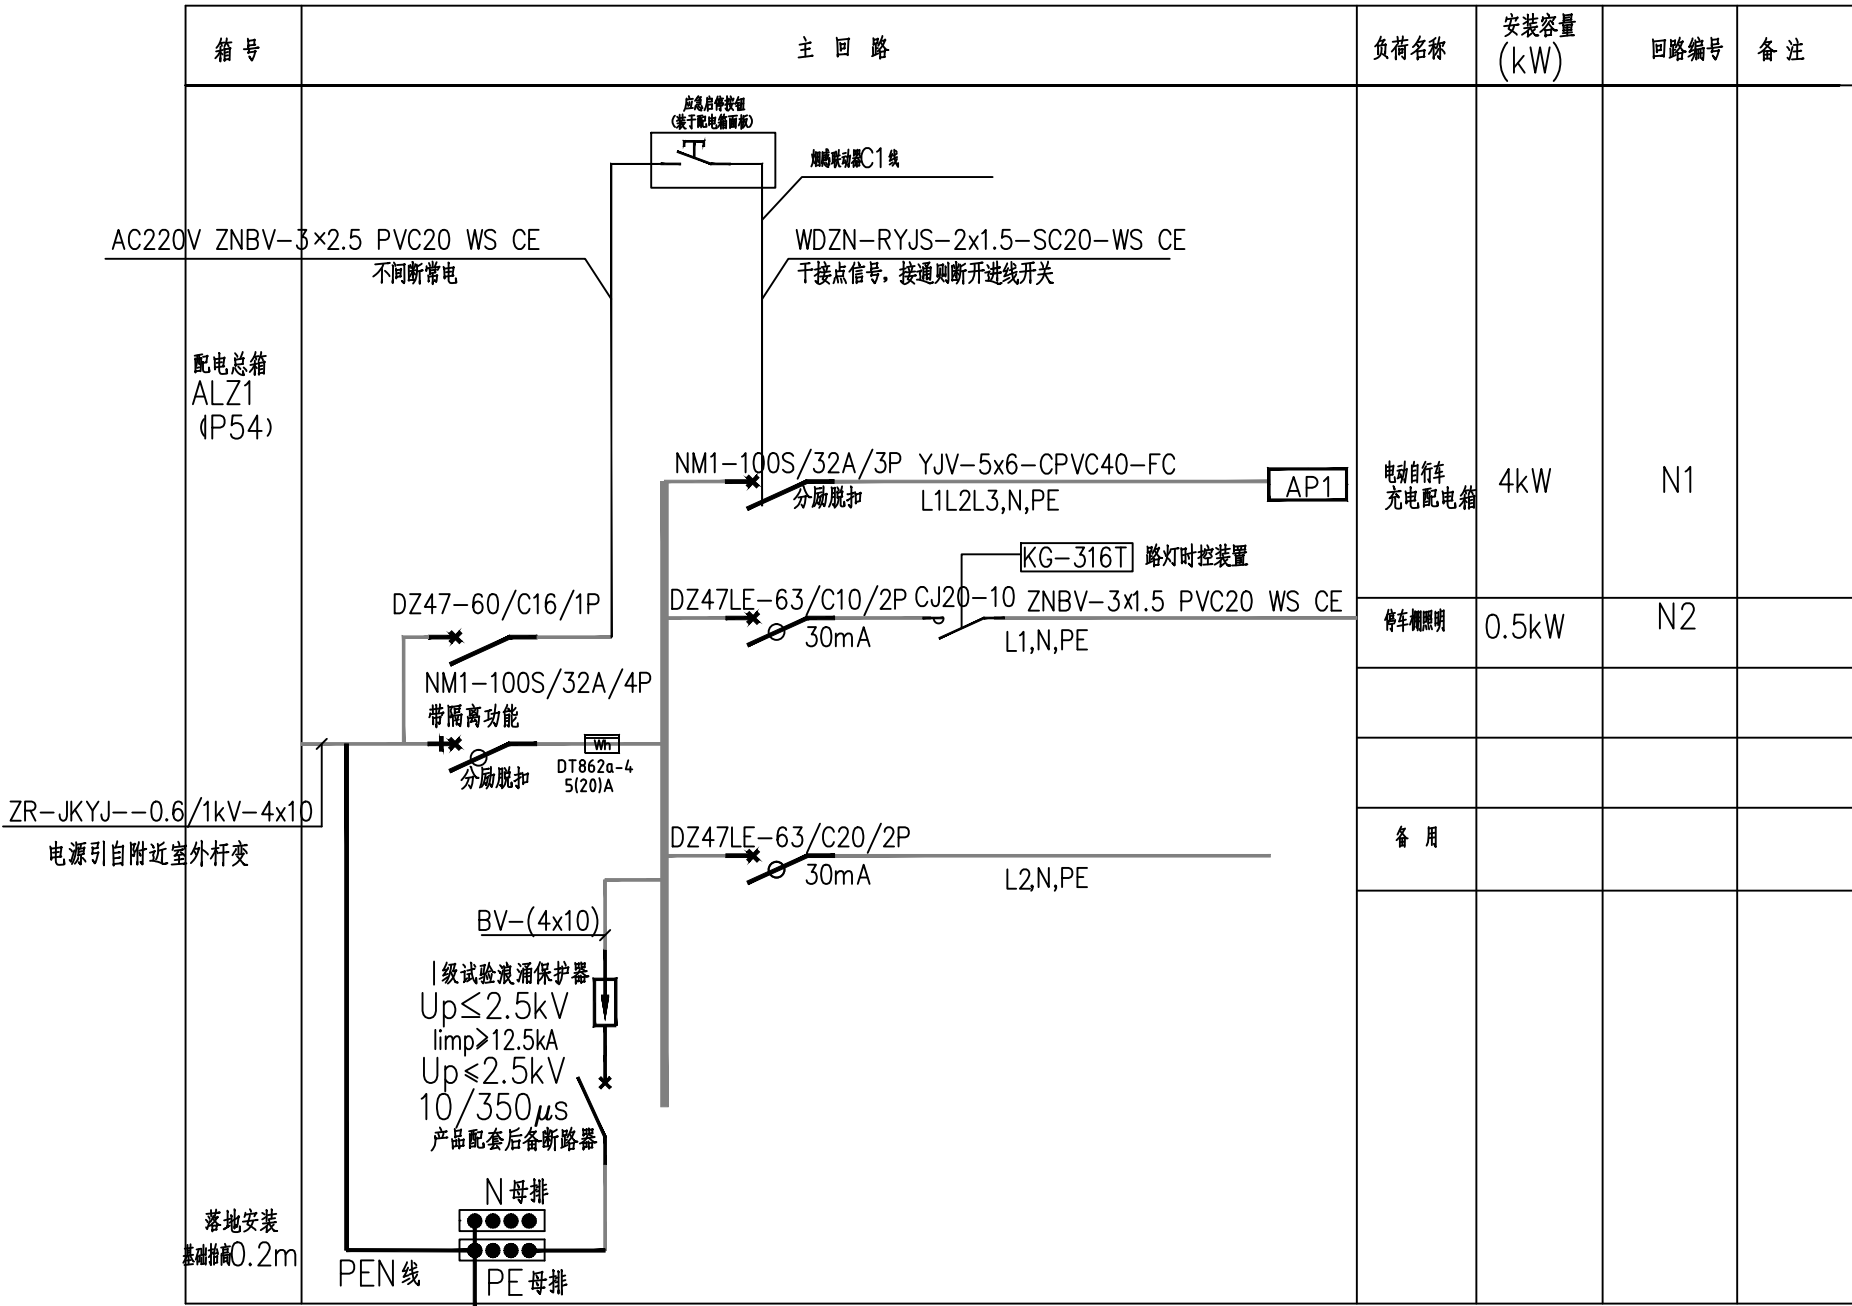 箱 号
主 回 路
负荷名称
安装容量
(kW)
回路编号
备 注
应急启停按钮
(装于配电箱面板)
烟感联动器C1线
AC220V ZNBV-3×2.5 PVC20 WS CE
不间断常电
WDZN-RYJS-2x1.5-SC20-WS CE
干接点信号，接通则断开进线开关
配电总箱
ALZ1
(IP54)
NM1-100S/32A/3P YJV-5x6-CPVC40-FC
分励脱扣
L1L2L3,N,PE
AP1
电动自行车
充电配电箱
4kW
N1
KG-316T 路灯时控装置
DZ47-60/C16/1P
DZ47LE-63/C10/2P CJ20-10 ZNBV-3x1.5 PVC20 WS CE
30mA
L1,N,PE
停车棚照明
0.5kW
N2
NM1-100S/32A/4P
带隔离功能
分励脱扣
Wh
DT862a-4
5(20)A
ZR-JKYJ--0.6/1kV-4x10
电源引自附近室外杆变
DZ47LE-63/C20/2P
30mA
L2,N,PE
备 用
BV-(4x10)
I级试验浪涌保护器
Up≤2.5kV
Iimp≥12.5kA
Up≤2.5kV
10/350μs
产品配套后备断路器
N母排
落地安装
基础抬高0.2m
PEN线
PE母排